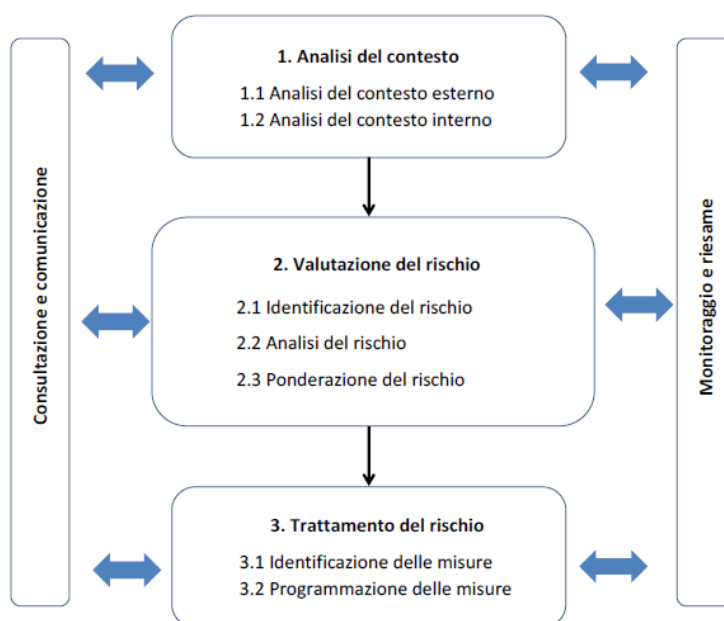 Consultazione e comunicazione
1. Analisi del contesto
1.1 Analisi del contesto esterno
1.2 Analisi del contesto interno
2. Valutazione del rischio
2.1 Identificazione del rischio
2.2 Analisi del rischio
2.3 Ponderazione del rischio
3. Trattamento del rischio
3.1 Identificazione delle misure
3.2 Programmazione delle misure
Monitoraggio e riesame